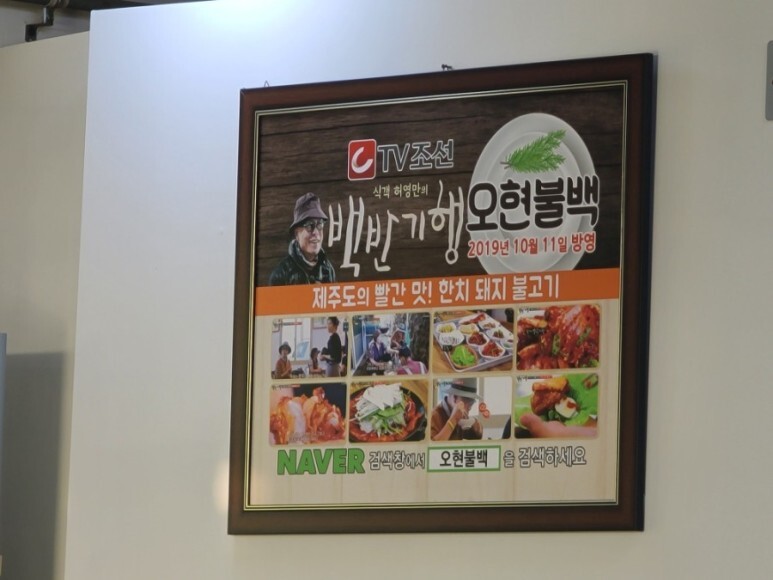 TV조선
식객 허영만의
백반기행
오현불백
2019년 10월 11일 방영
제주도의 빨간 맛! 한치 돼지 불고기
NAVER 검색창에서 오현불백 을 검색하세요